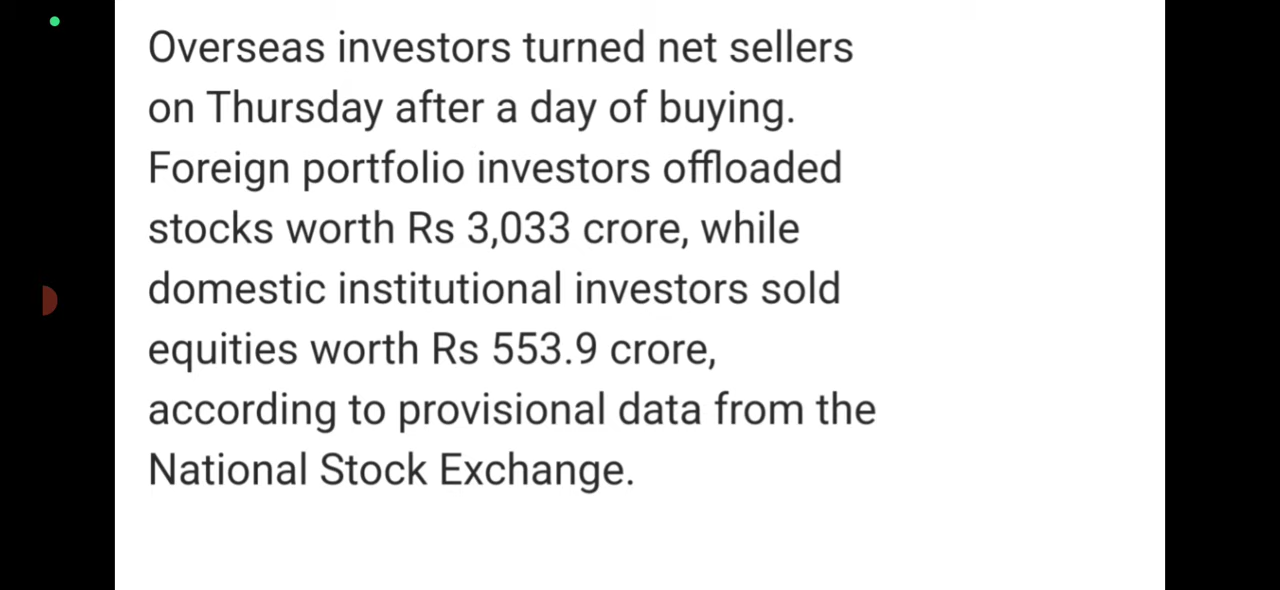 Overseas investors turned net sellers
on Thursday after a day of buying.
Foreign portfolio investors offloaded
stocks worth Rs 3,033 crore, while
domestic institutional investors sold
equities worth Rs 553.9 crore,
according to provisional data from the
National Stock Exchange.